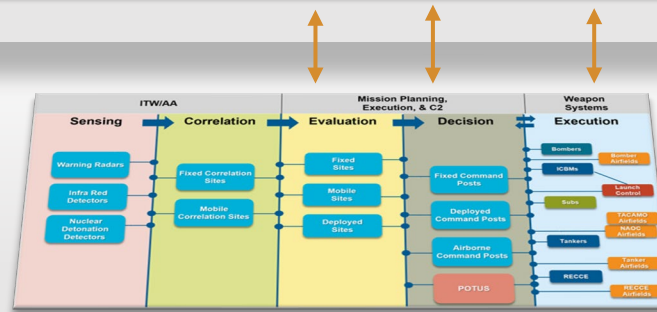 ITW/AA
Mission Planning,
Execution, & C2
Weapon
Systems
Sensing
Correlation
Evaluation
Decision
Execution
Warning Radars
Infra Red
Detectors
Nuclear
Detonation
Detectors
Fixed Correlation
Sites
Mobile
Correlation Sites
Fixed
Sites
Mobile
Sites
Deployed
Sites
Fixed Command
Posts
Deployed
Command Posts
Airborne
Command Posts
POTUS
Bombers
Bomber
Airfields
ICBMs
Launch
Control
Subs
TACAMO
Airfields
NAOC
Airfields
Tankers
Tanker
Airfields
RECCE
RECCE
Airfields